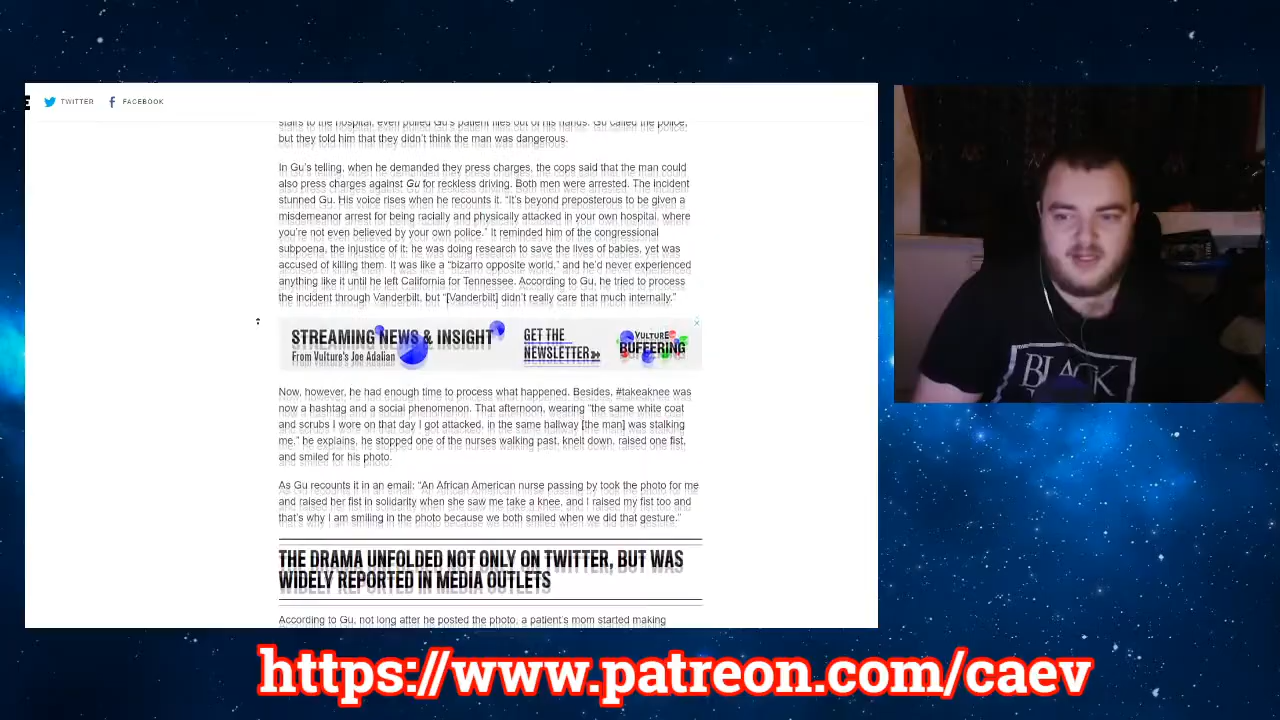 E TWITTER FACEBOOK
stairs to the hospital, even pulled Gu's patient files out of his hands. Gu called the police,
but they told him that they didn't think the man was dangerous.
In Gu's telling, when he demanded they press charges, the cops said that the man could
also press charges against Gu for reckless driving. Both men were arrested. The incident
stunned Gu. His voice rises when he recounts it. “It's beyond preposterous to be given a
misdemeanor arrest for being racially and physically attacked in your own hospital, where
you're not even believed by your own police.” It reminded him of the congressional
subpoena, the injustice of it: he was doing research to save the lives of babies, yet was
accused of killing them. It was like a “bizarro opposite world,” and he'd never experienced
anything like it until he left California for Tennessee. According to Gu, he tried to process
the incident through Vanderbilt, but “[Vanderbilt] didn't really care that much internally.”
STREAMING NEWS & INSIGHT
From Vulture's Joe Adalian
GET THE
NEWSLETTER
VULTURE
BUFFERING
Now, however, he had enough time to process what happened. Besides, #takeaknee was
now a hashtag and a social phenomenon. That afternoon, wearing “the same white coat
and scrubs I wore on that day I got attacked, in the same hallway [the man] was stalking
me,” he explains, he stopped one of the nurses walking past, knelt down, raised one fist,
and smiled for his photo.
As Gu recounts it in an email: “An African American nurse passing by took the photo for me
and raised her fist in solidarity when she saw me take a knee, and I raised my fist too and
that's why I am smiling in the photo because we both smiled when we did that gesture.”
THE DRAMA UNFOLDED NOT ONLY ON TWITTER, BUT WAS
WIDELY REPORTED IN MEDIA OUTLETS
According to Gu, not long after he posted the photo, a patient's mom started making
BLACK
https://www.patreon.com/caev